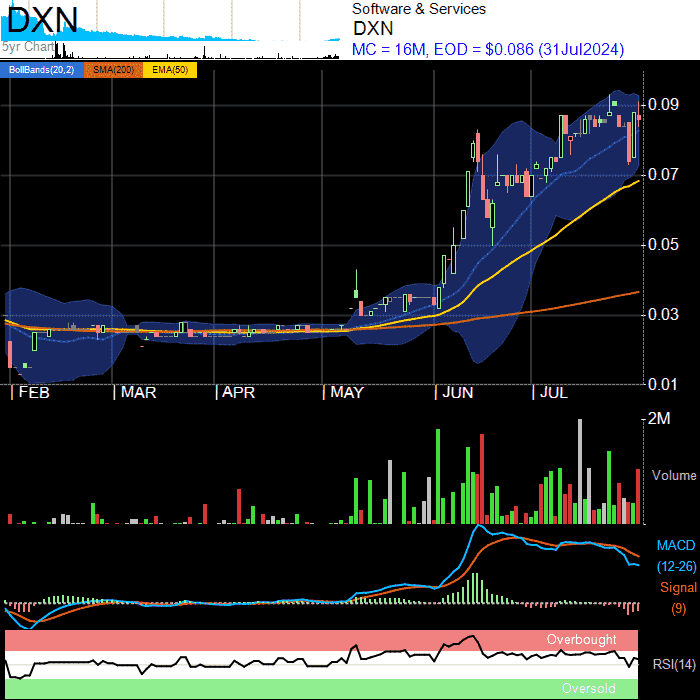 DXN
5yr Chart
Software & Services
DXN
MC = 16M, EOD = $0.086 (31Jul2024)
BollBands(20,2) SMA(200) EMA(50)
0.09
0.07
0.05
0.03
0.01
FEB MAR APR MAY JUN JUL
2M
Volume
MACD
(12-26)
Signal
(9)
Overbought
RSI(14)
Oversold